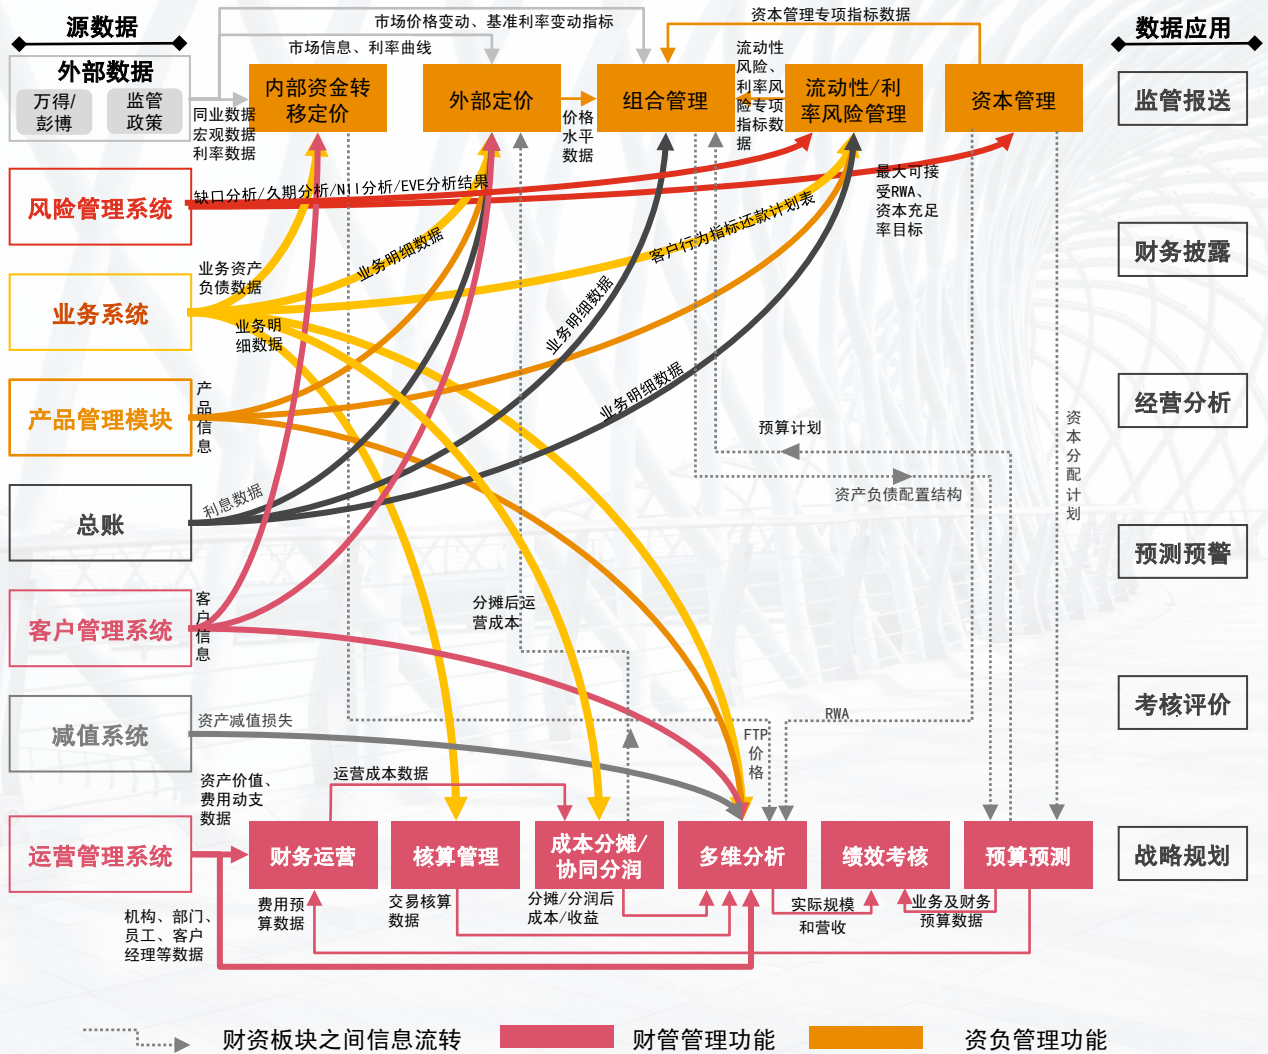 源数据
外部数据
万得/
彭博
监管
政策
风险管理系统
业务系统
产品管理模块
总账
客户管理系统
减值系统
运营管理系统
市场价格变动、基准利率变动指标
市场信息、利率曲线
资本管理专项指标数据
同业数据
宏观数据
利率数据
内部资金转
移定价
外部定价
价格
水平
数据
组合管理
流动性
风险、
利率风
险专项
指标数
据
流动性/利
率风险管理
资本管理
缺口分析/久期分析/NII分析/EVE分析结果
最大可接
受RWA、
资本充足
率目标
业务资产
负债数据
业务明细数据
客户行为指标还款计划表
业务明
细数据
业务明细数据
业务明细数据
产
品
信
息
利息数据
预算计划
资产负债配置结构
资
本
分
配
计
划
客
户
信
息
分摊后运
营成本
资产减值损失
RWA
FTP
价
格
资产价值、
费用动支
数据
运营成本数据
财务运营
核算管理
成本分摊/
协同分润
多维分析
绩效考核
预算预测
机构、部门、
员工、客户
经理等数据
费用预
算数据
交易核算
数据
分摊/分润后
成本/收益
实际规模
和营收
业务及财务
预算数据
数据应用
监管报送
财务披露
经营分析
预测预警
考核评价
战略规划
财资板块之间信息流转
财管管理功能
资负管理功能